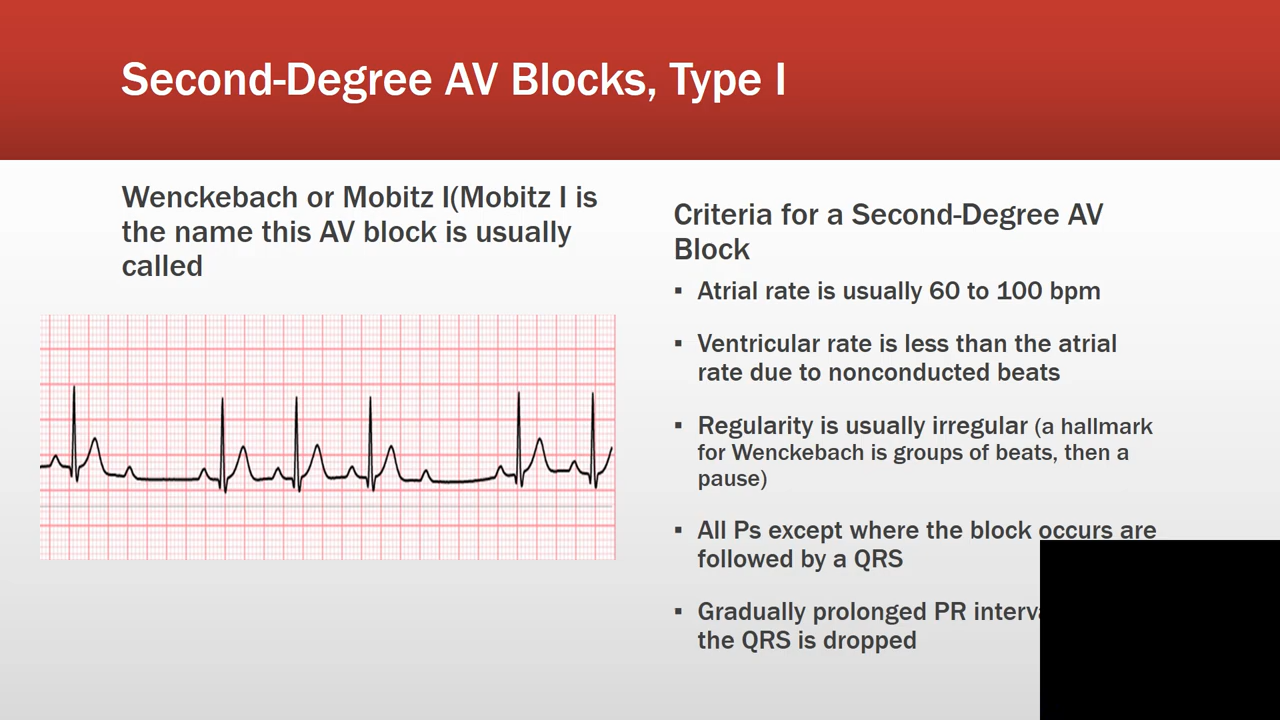 Second-Degree AV Blocks, Type I
Wenckebach or Mobitz I(Mobitz I is
the name this AV block is usually
called
Criteria for a Second-Degree AV
Block
▪ Atrial rate is usually 60 to 100 bpm
▪ Ventricular rate is less than the atrial
rate due to nonconducted beats
▪ Regularity is usually irregular (a hallmark
for Wenckebach is groups of beats, then a
pause)
▪ All Ps except where the block occurs are
followed by a QRS
▪ Gradually prolonged PR
the QRS is dropped